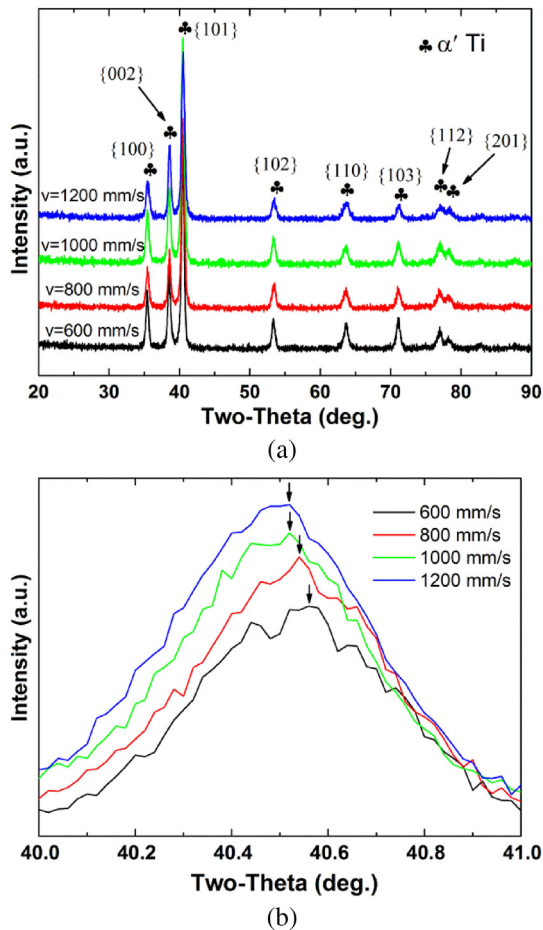 {101}
♣ α′ Ti
{002}
{112}
{201}
{100}
{102}
{110}
{103}
v=1200 mm/s
v=1000 mm/s
v=800 mm/s
v=600 mm/s
Intensity (a.u.)
20 30 40 50 60 70 80 90
Two-Theta (deg.)
(a)
600 mm/s
800 mm/s
1000 mm/s
1200 mm/s
Intensity (a.u.)
40.0 40.2 40.4 40.6 40.8 41.0
Two-Theta (deg.)
(b)